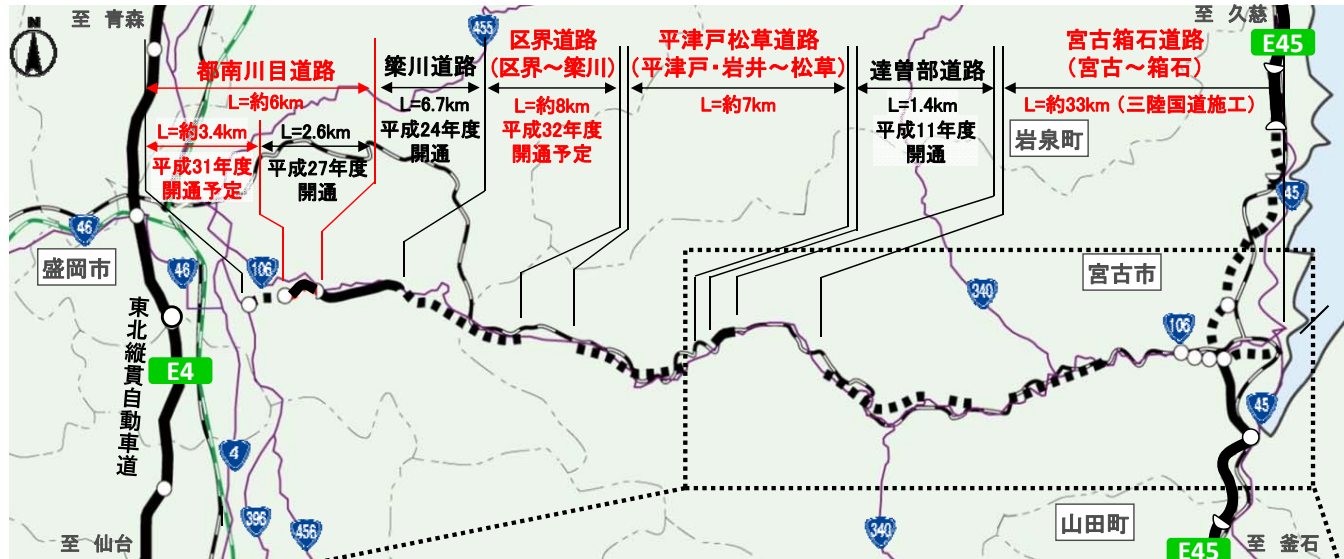 至 青森
N
455
至 久慈
E45
都南川目道路
L=約6km
L=約3.4km
平成31年度
開通予定
L=2.6km
平成27年度
開通
簗川道路
L=6.7km
平成24年度
開通
区界道路
(区界～簗川)
L=約8km
平成32年度
開通予定
平津戸松草道路
(平津戸・岩井～松草)
L=約7km
達曽部道路
L=1.4km
平成11年度
開通
宮古箱石道路
(宮古～箱石)
L=約33km (三陸国道施工)
岩泉町
45
46
盛岡市
46
106
宮古市
340
106
東北縦貫自動車道
E4
45
4
396
456
340
山田町
至 仙台
E45
至 釜石